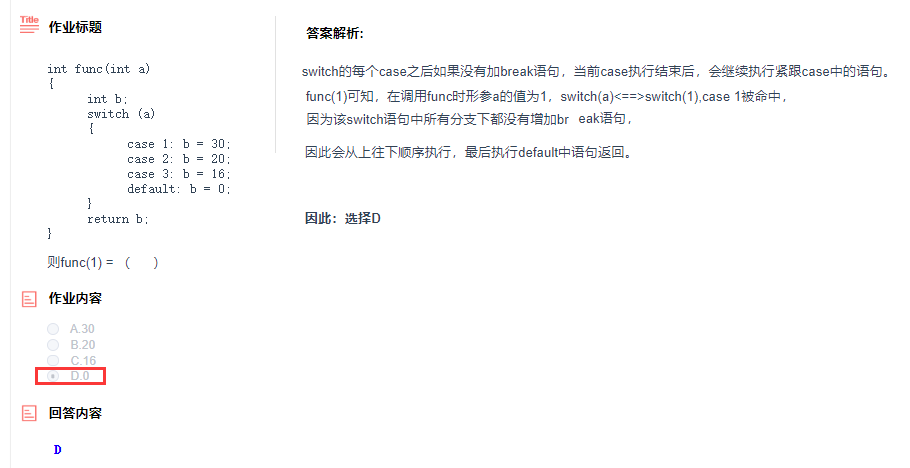 Title
作业标题
int func(int a)
{
int b;
switch (a)
{
case 1: b = 30;
case 2: b = 20;
case 3: b = 16;
default: b = 0;
}
return b;
}
则func(1) = （ ）
作业内容
A.30
B.20
C.16
D.0
回答内容
D
答案解析：
switch的每个case之后如果没有加break语句，当前case执行结束后，会继续执行紧跟case中的语句。
func(1)可知，在调用func时形参a的值为1，switch(a)<==>switch(1),case 1被命中，
因为该switch语句中所有分支下都没有增加br eak语句，
因此会从上往下顺序执行，最后执行default中语句返回。
因此：选择D